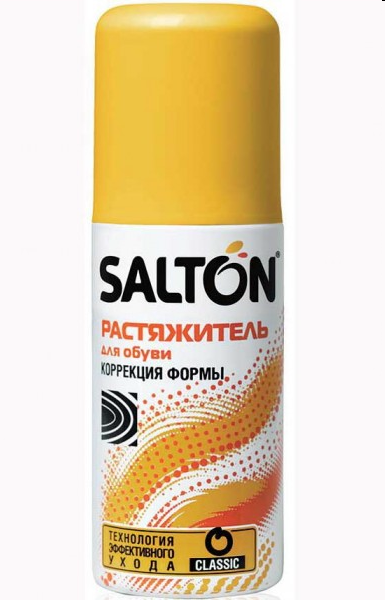 SALTON®
РАСТЯЖИТЕЛЬ
для обуви
КОРРЕКЦИЯ ФОРМЫ
ТЕХНОЛОГИЯ
ЭФФЕКТИВНОГО
УХОДА
CLASSIC